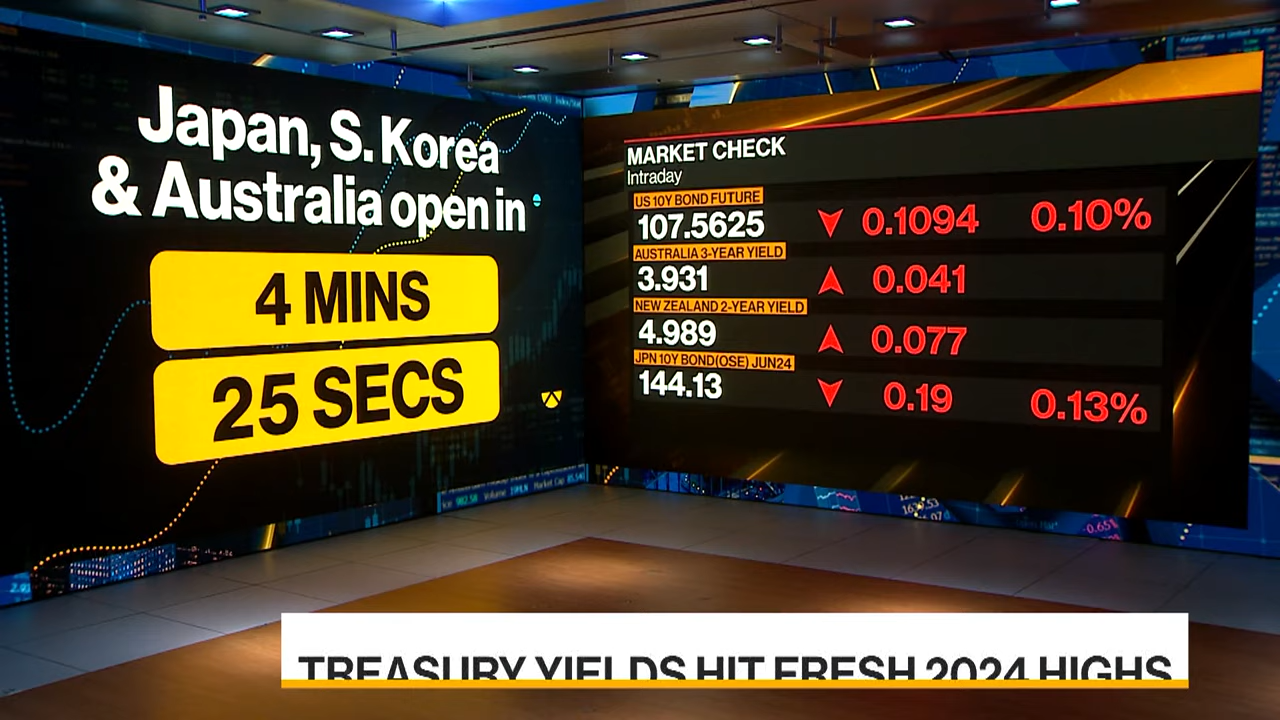 Japan, S. Korea
& Australia open in
4 MINS
25 SECS
MARKET CHECK
Intraday
US 10Y BOND FUTURE
107.5625 0.1094 0.10%
AUSTRALIA 3-YEAR YIELD
3.931 0.041
NEW ZEALAND 2-YEAR YIELD
4.989 0.077
JPN 10Y BOND(OSE) JUN24
144.13 0.19 0.13%
-0.65%
TREASURY YIELDS HIT FRESH 2024 HIGHS